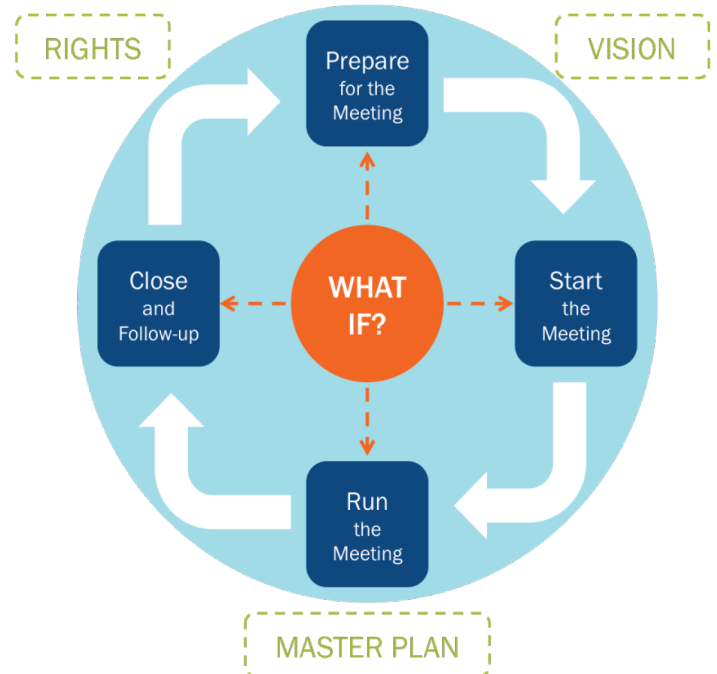 RIGHTS
VISION
Prepare
for the
Meeting
Close
and
Follow-up
WHAT
IF?
Start
the
Meeting
Run
the
Meeting
MASTER PLAN